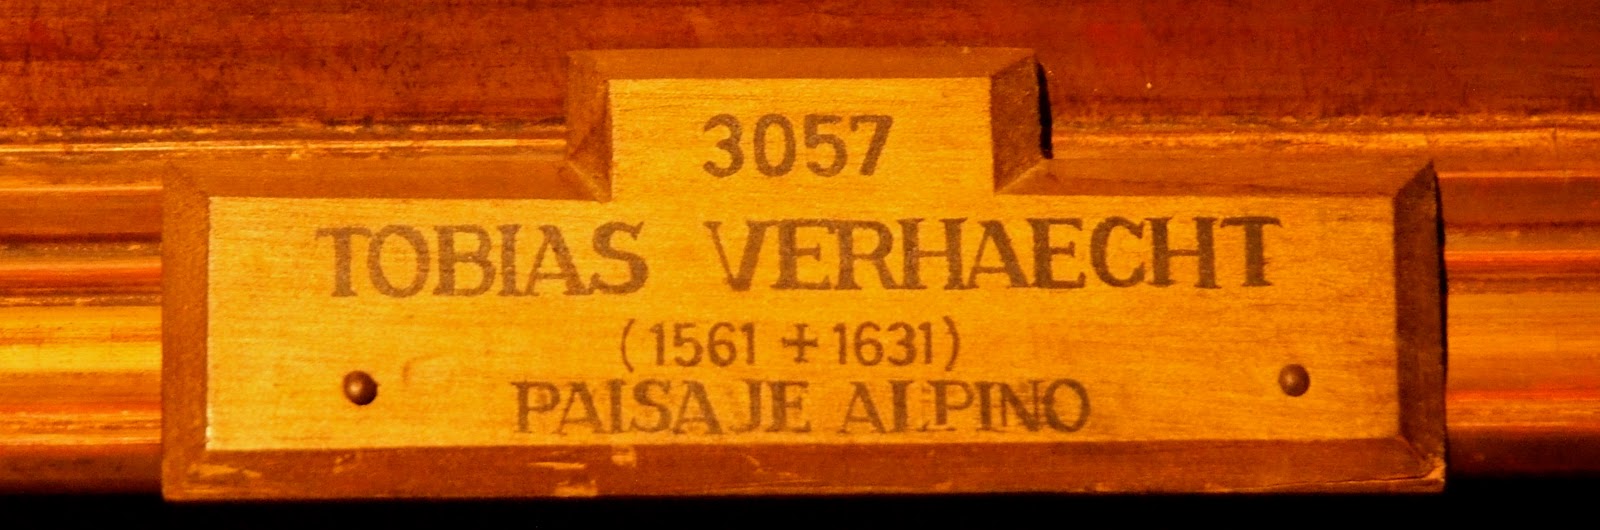 3057
TOBIAS VERHAECHT
(1561 + 1631)
PAISAJE ALPINO